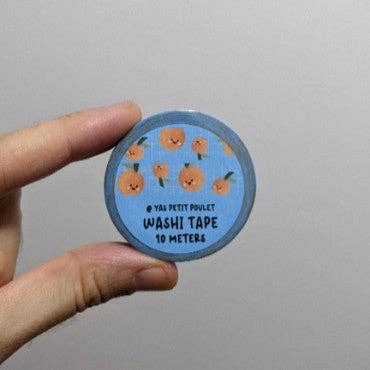 @ YAS PETIT POULET
WASHI TAPE
10 METERS